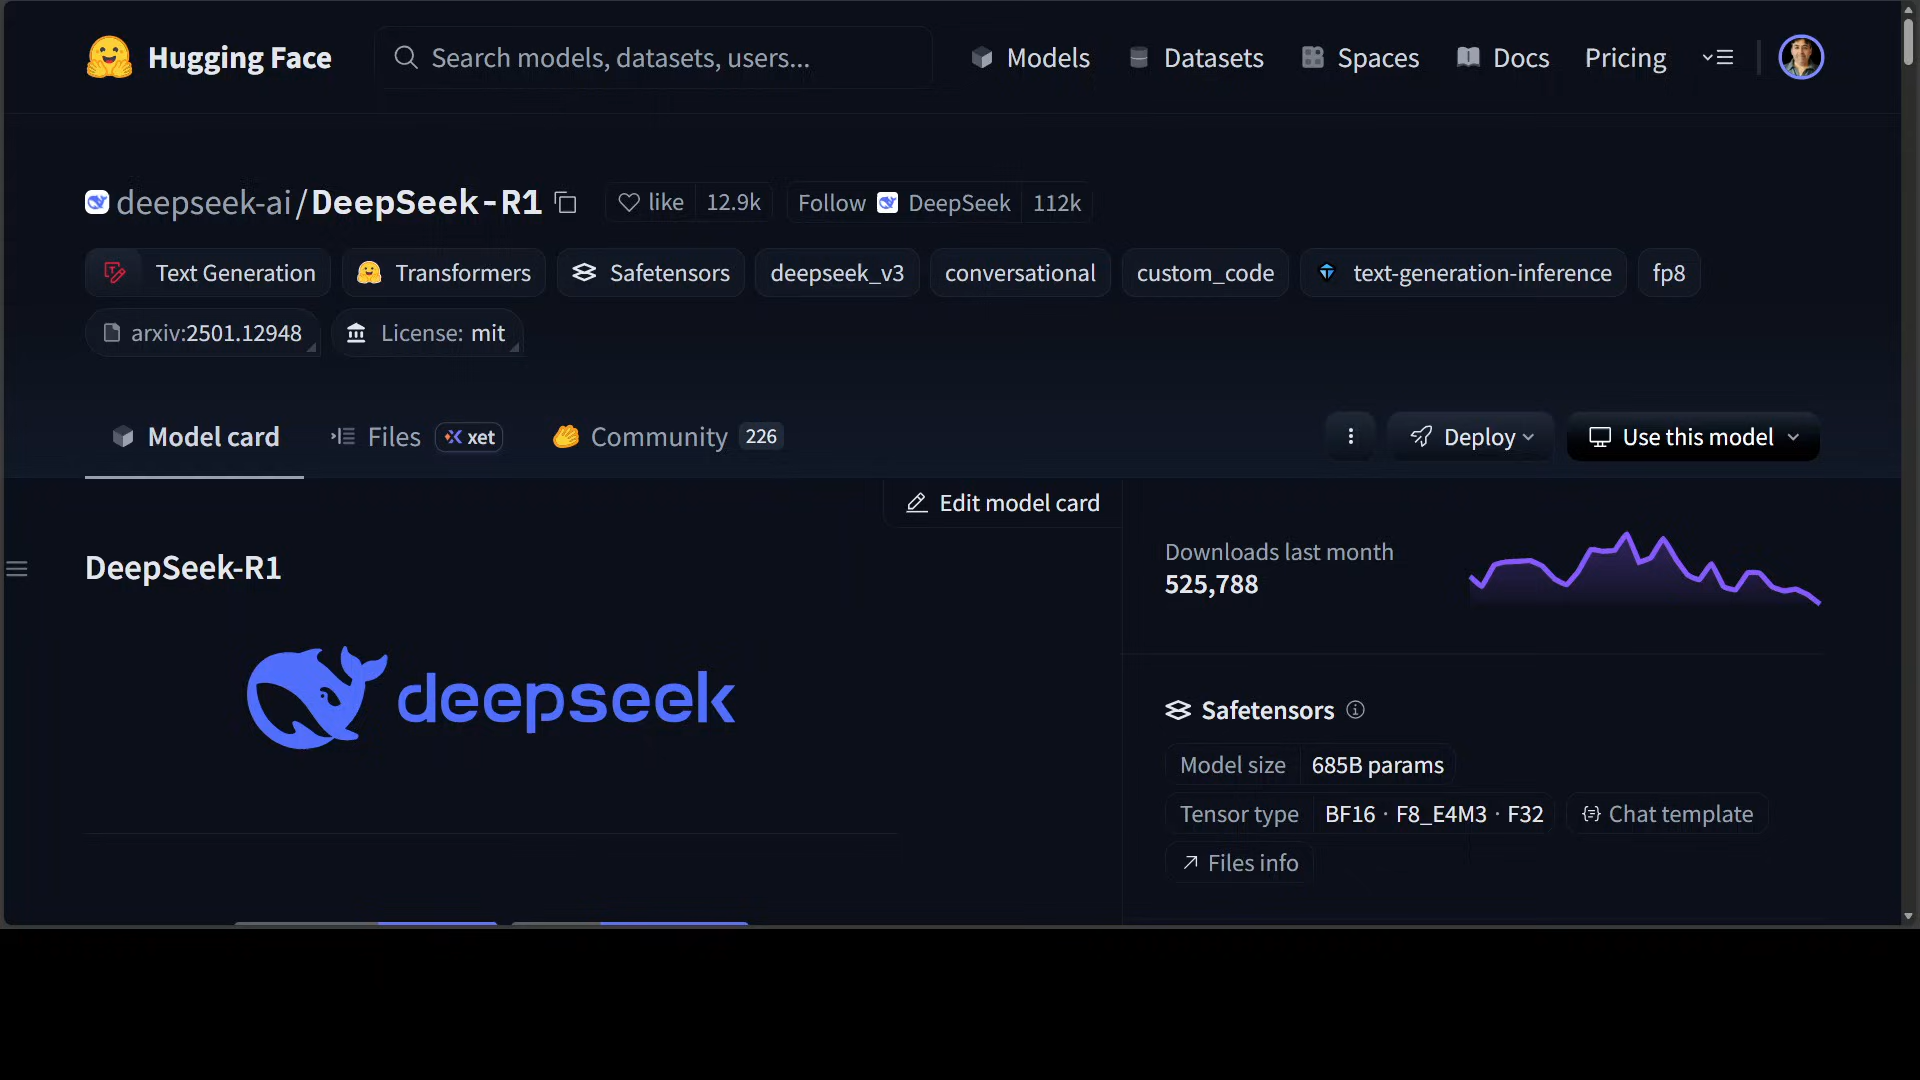 Hugging Face Search models, datasets, users... Models Datasets Spaces Docs Pricing
deepseek-ai/DeepSeek-R1 like 12.9k Follow DeepSeek 112k
Text Generation Transformers Safetensors deepseek_v3 conversational custom_code text-generation-inference fp8
arxiv:2501.12948 License: mit
Model card Files xet Community 226 Deploy Use this model
Edit model card
DeepSeek-R1
deepseek
Downloads last month
525,788
Safetensors
Model size 685B params
Tensor type BF16 · F8_E4M3 · F32 Chat template
Files info